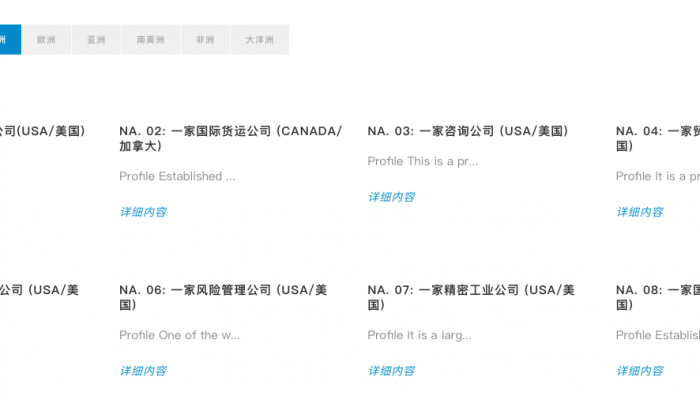 洲 欧洲 亚洲 南美洲 非洲 大洋洲
公司(USA/美国) NA. 02: 一家国际货运公司 (CANADA/ NA. 03: 一家咨询公司 (USA/美国) NA. 04: 一家贸
加拿大) 国)
Profile This is a pr...
Profile Established ... Profile It is a pr
详细内容
详细内容 详细内容
公司 (USA/美 NA. 06: 一家风险管理公司 (USA/美 NA. 07: 一家精密工业公司 (USA/美 NA. 08: 一家国
国) 国) 国)
Profile One of the w... Profile It is a larg... Profile Establis
详细内容 详细内容 详细内容